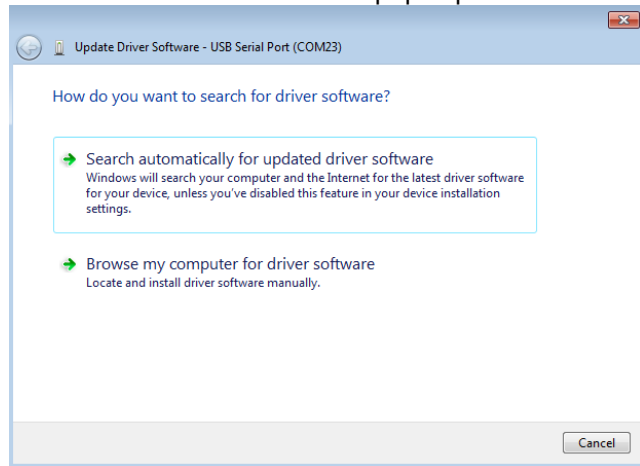 Update Driver Software - USB Serial Port (COM23)
How do you want to search for driver software?
Search automatically for updated driver software
Windows will search your computer and the Internet for the latest driver software
for your device, unless you've disabled this feature in your device installation
settings.
Browse my computer for driver software
Locate and install driver software manually.
Cancel